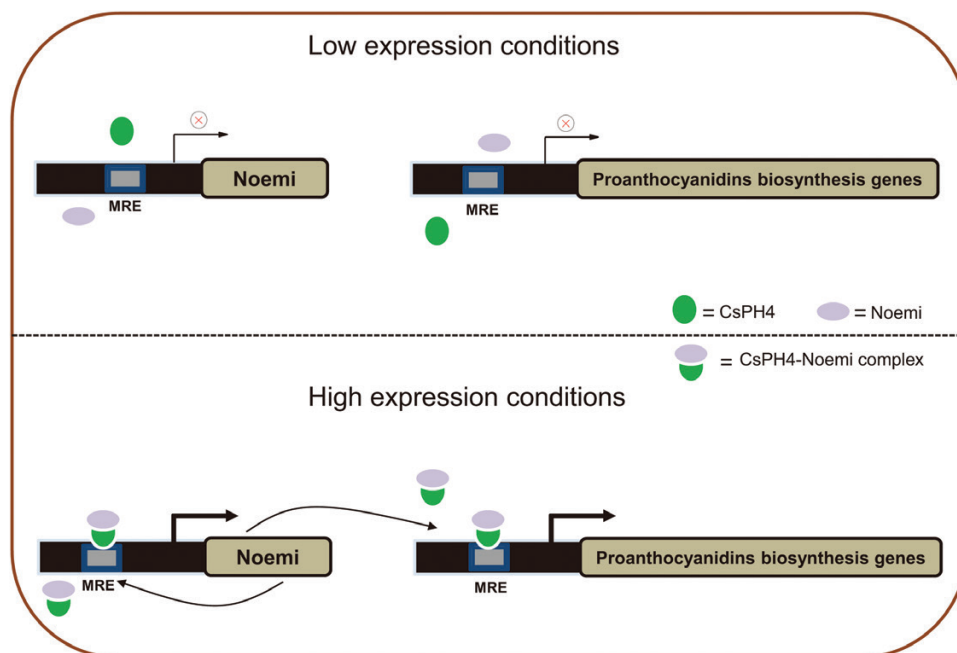 Low expression conditions
Noemi
Proanthocyanidins biosynthesis genes
MRE
MRE
= CsPH4
= Noemi
= CsPH4-Noemi complex
High expression conditions
Noemi
Proanthocyanidins biosynthesis genes
MRE
MRE